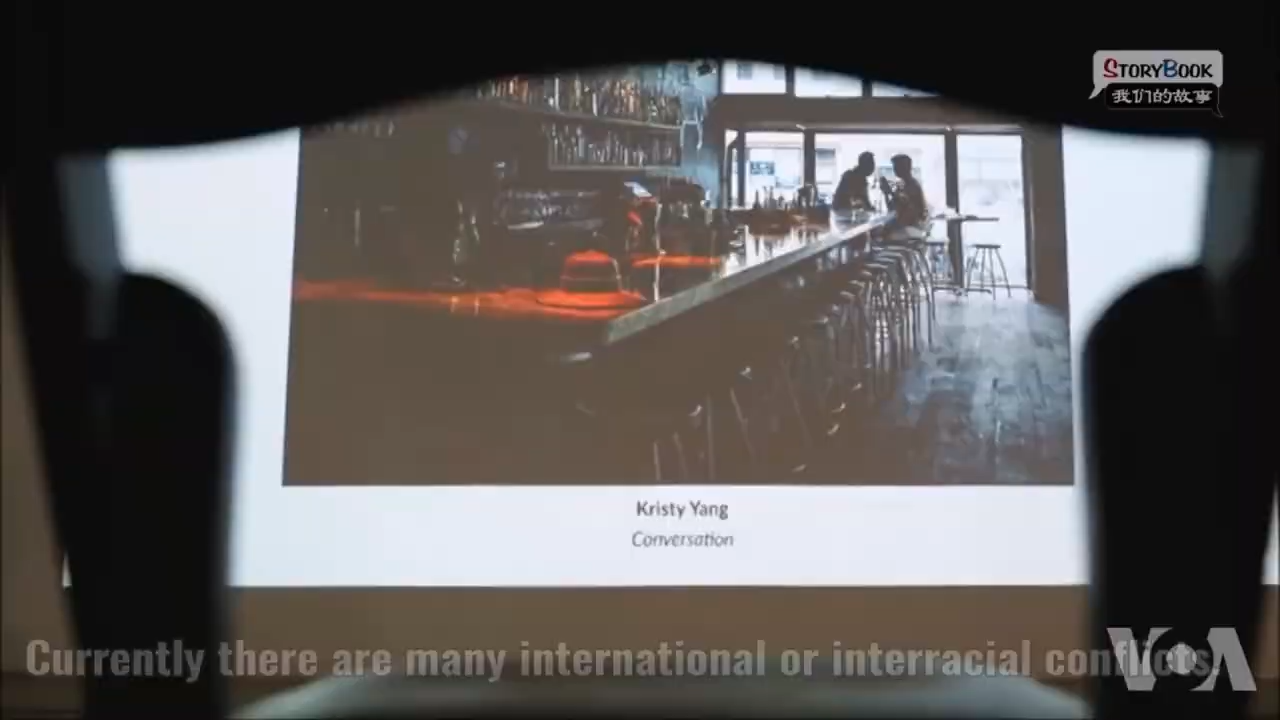 STORYBOOK
我们的故事
Kristy Yang
Conversation
Currently there are many international or interracial conflicts.
VOA